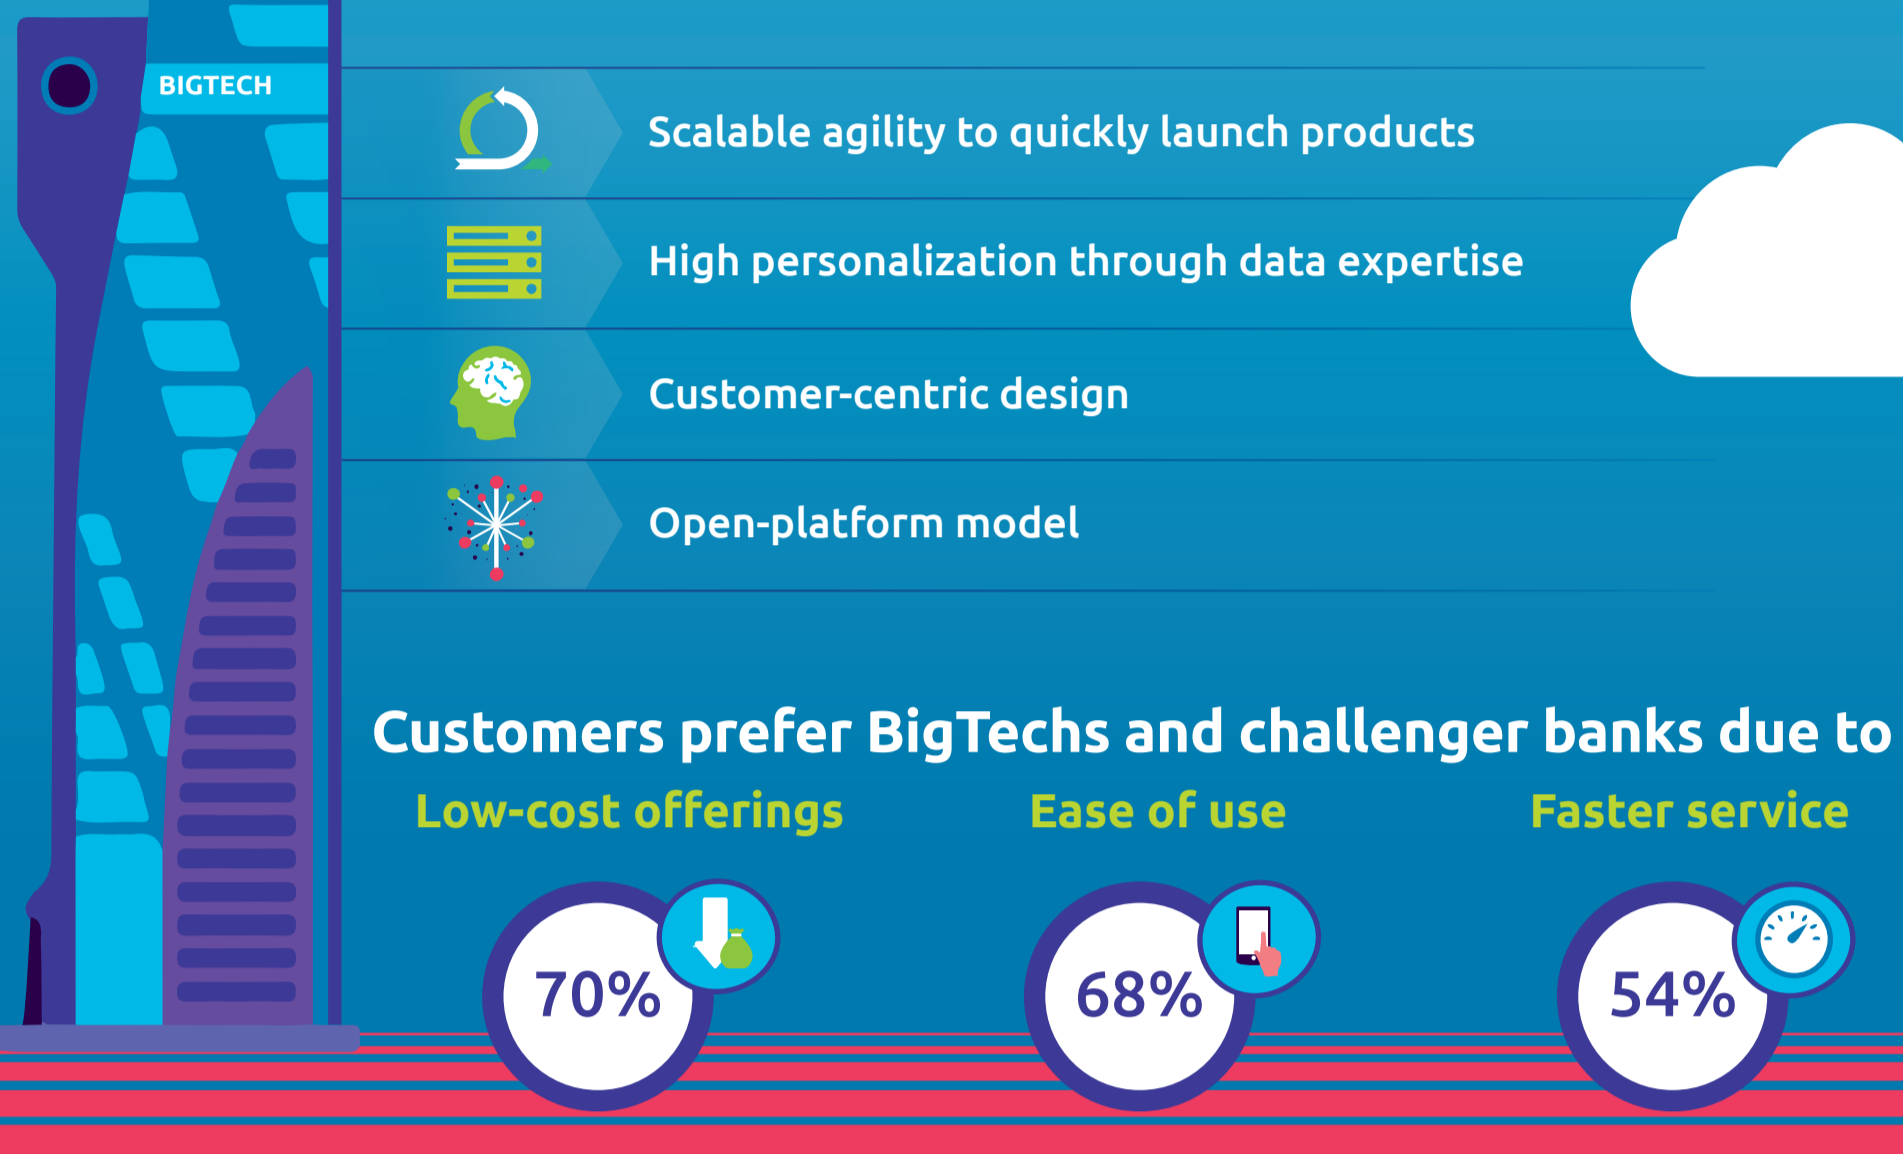 BIGTECH
Scalable agility to quickly launch products
High personalization through data expertise
Customer-centric design
Open-platform model
Customers prefer BigTechs and challenger banks due to
Low-cost offerings
Ease of use
Faster service
70%
68%
54%